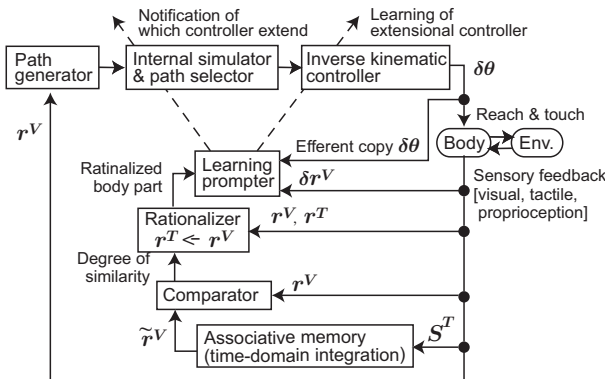 Notification of
which controller extend
Learning of
extensional controller
Path
generator
Internal simulator
& path selector
Inverse kinematic
controller
δθ
r^V
Reach & touch
Body
Env.
Efferent copy δθ
Ratinalized
body part
Learning
prompter
δr^V
Sensory feedback
[visual, tactile,
proprioception]
Rationalizer
r^T <- r^V
r^V, r^T
Degree of
similarity
Comparator
r^V
r̃^V
Associative memory
(time-domain integration)
S^T